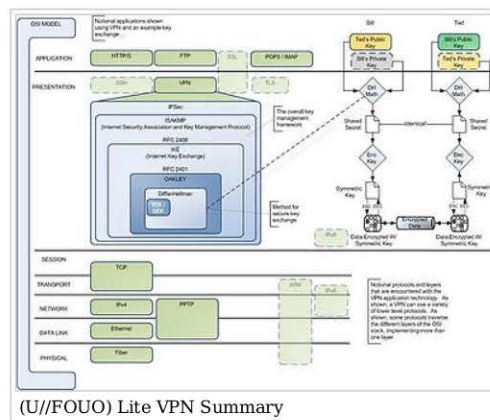 OSI MODEL
Notional applications shown
using VPN and an example key
exchange...
Bill
Ted
Ted's Public
Key
Bill's Private
Key
Bill's Public
Key
Ted's Private
Key
APPLICATION
HTTP/S
FTP
SSL
POP3 / IMAP
PRESENTATION
SSH
VPN
TLS
DH
Math
DH
Math
IPSec
ISAKMP
(Internet Security Association and Key Management Protocol)
RFC 2408
IKE
(Internet Key Exchange)
RFC 2401
OAKLEY
Diffie-Hellman
The overall key
management
framework
Method for
secure key
exchange
Shared
Secret
Identical
Shared
Secret
Enc
Key
Enc
Key
Symmetric
Key
Symmetric
Key
Encrypted
Data
Data Encrypted W/
Symmetric Key
Data Encrypted W/
Symmetric Key
IPv6
SESSION
TRANSPORT
TCP
ATM
IPv6
NETWORK
IPv4
PPTP
DATA LINK
Ethernet
PHYSICAL
Fiber
Notional protocols and layers
that are encountered with the
VPN application technology. As
shown, a VPN can use a variety
of lower level protocols. As
shown, some protocols traverse
the different layers of the OSI
stack, implementing more than
one layer.
(U//FOUO) Lite VPN Summary